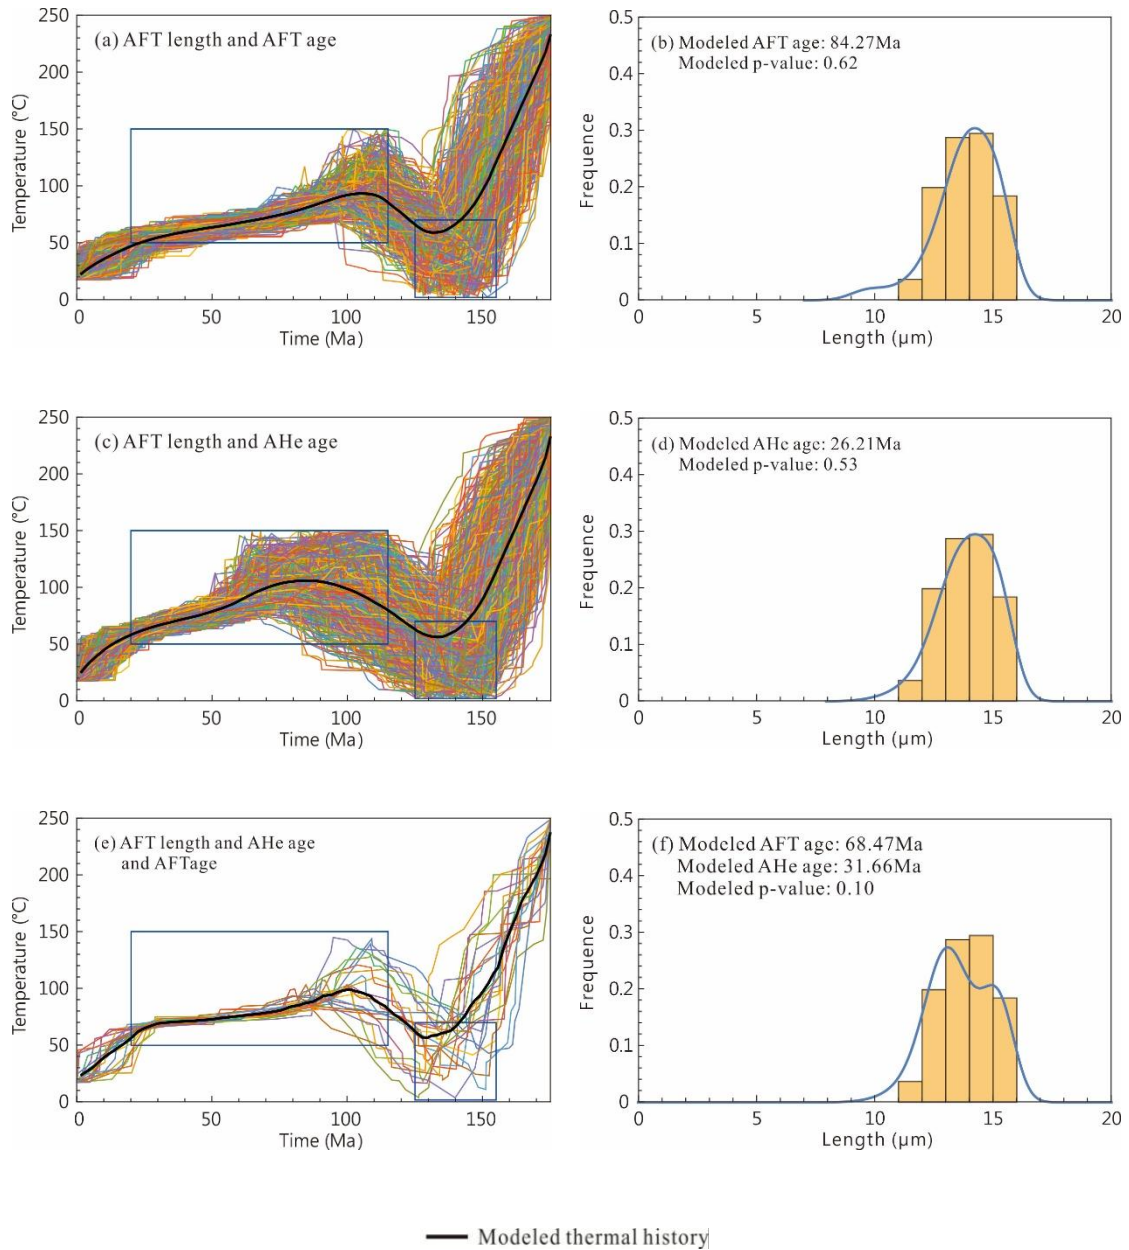 (a) AFT length and AFT age
250
200
150
100
50
0
Temperature (°C)
0
50
100
150
Time (Ma)
(b) Modeled AFT age: 84.27Ma
Modeled p-value: 0.62
0.5
0.4
0.3
0.2
0.1
0
Frequence
0
5
10
15
20
Length (μm)
(c) AFT length and AHe age
250
200
150
100
50
0
Temperature (°C)
0
50
100
150
Time (Ma)
(d) Modeled AHe age: 26.21Ma
Modeled p-value: 0.53
0.5
0.4
0.3
0.2
0.1
0
Frequence
0
5
10
15
20
Length (μm)
(e) AFT length and AHe age
and AFTage
250
200
150
100
50
0
Temperature (°C)
0
50
100
150
Time (Ma)
(f) Modeled AFT age: 68.47Ma
Modeled AHe age: 31.66Ma
Modeled p-value: 0.10
0.5
0.4
0.3
0.2
0.1
0
Frequence
0
5
10
15
20
Length (μm)
Modeled thermal history